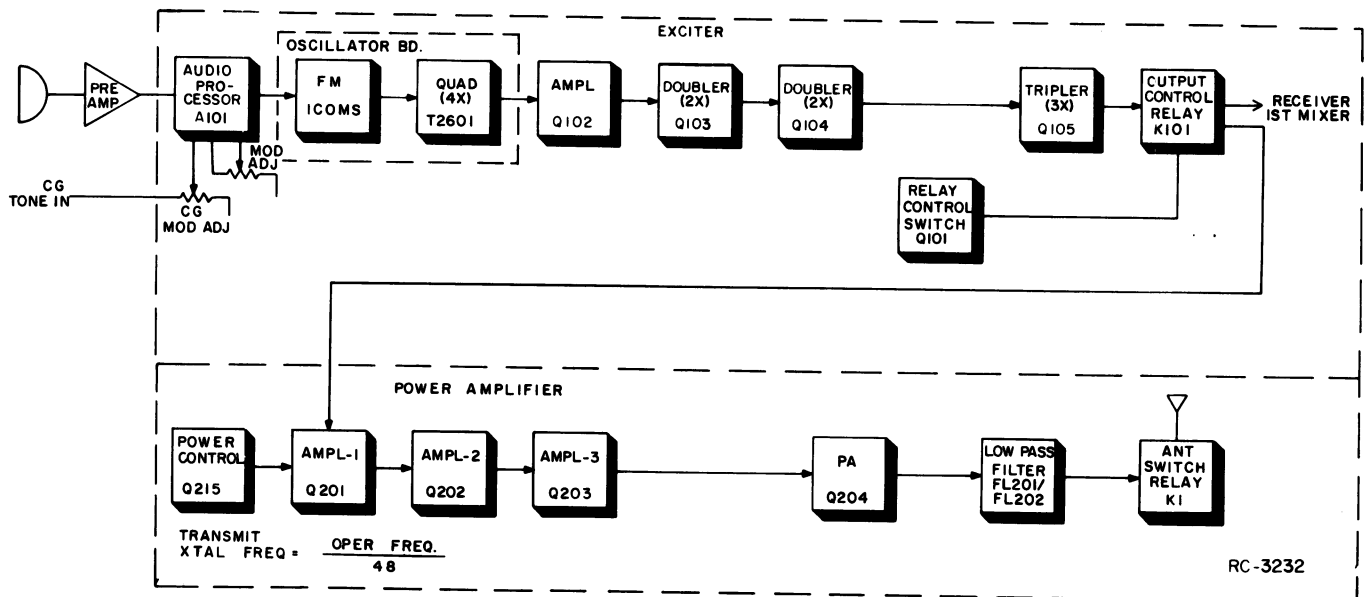 EXCITER
OSCILLATOR BD.
PRE
AMP
AUDIO
PRO-
CESSOR
A101
FM
ICOMS
QUAD
(4X)
T2601
AMPL
Q102
DOUBLER
(2X)
Q103
DOUBLER
(2X)
Q104
TRIPLER
(3X)
Q105
CUTPUT
CONTROL
RELAY
K101
RECEIVER
IST MIXER
MOD
ADJ
CG
TONE IN
CG
MOD ADJ
RELAY
CONTROL
SWITCH
Q101
POWER AMPLIFIER
POWER
CONTROL
Q215
AMPL-1
Q201
AMPL-2
Q202
AMPL-3
Q203
PA
Q204
LOW PASS
FILTER
FL201/
FL202
ANT
SWITCH
RELAY
K1
TRANSMIT
XTAL FREQ = OPER FREQ.
48
RC-3232